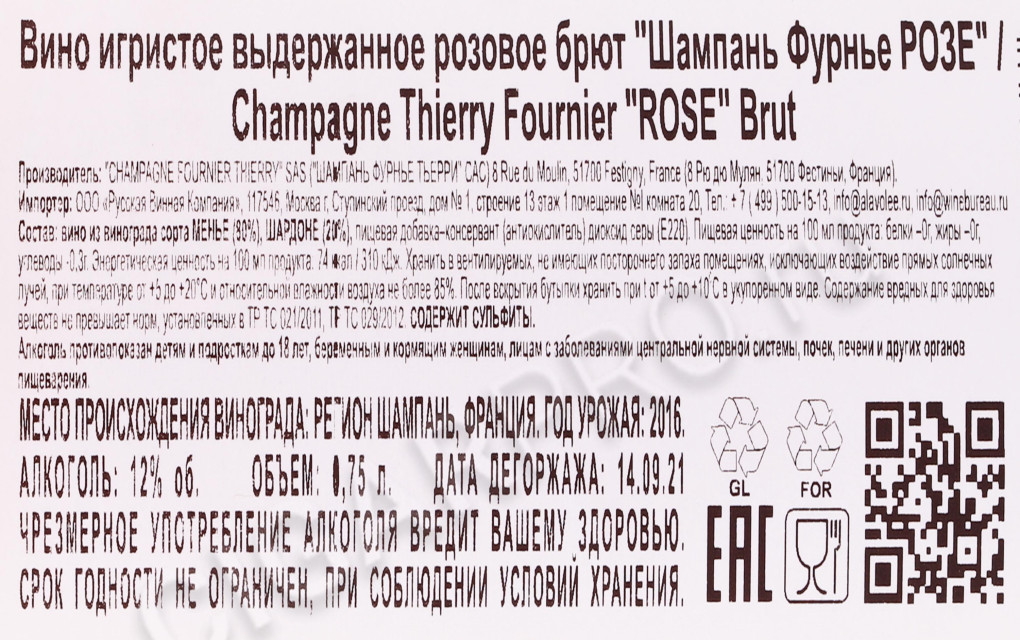 Вино игристое выдержанное розовое брют "Шампань Фурнье РОЗЕ" /
Champagne Thierry Fournier "ROSE" Brut
Производитель: "CHAMPAGNE FOURNIER THIERRY" SAS ("ШАМПАНЬ ФУРНЬЕ ТЬЕРРИ" САС) 8 Rue du Moulin, 51700 Festigny, France (8 Рю дю Мулян, 51700 Фестиньи, Франция).
Импортер: ООО «Русская Винная Компания», 117546, Москва г, Ступинский проезд, дом № 1, строение 13 этаж 1 помещение №I комната 20, Тел.: + 7 ( 499 ) 500-15-13, info@alavolee.ru, info@winebureau.ru
Состав: вино из винограда сорта МЕНЬЕ (80%), ШАРДОНЕ (20%), пищевая добавка–консервант (антиокислитель) диоксид серы (Е220). Пищевая ценность на 100 мл продукта: белки –0г, жиры –0г,
углеводы -0,3г. Энергетическая ценность на 100 мл продукта: 74 ккал / 310 кДж. Хранить в вентилируемых, не имеющих постороннего запаха помещениях, исключающих воздействие прямых солнечных
лучей, при температуре от +5 до +20°С и относительной влажности воздуха не более 85%. После вскрытия бутылки хранить при t от +5 до +10°С в укупоренном виде. Содержание вредных для здоровья
веществ не превышает норм, установленных в ТР ТС 021/2011, ТР ТС 029/2012. СОДЕРЖИТ СУЛЬФИТЫ.
Алкоголь противопоказан детям и подросткам до 18 лет, беременным и кормящим женщинам, лицам с заболеваниями центральной нервной системы, почек, печени и других органов
пищеварения.
МЕСТО ПРОИСХОЖДЕНИЯ ВИНОГРАДА: РЕГИОН ШАМПАНЬ, ФРАНЦИЯ. ГОД УРОЖАЯ: 2016.
АЛКОГОЛЬ: 12% об. ОБЪЕМ: 0,75 л. ДАТА ДЕГОРЖАЖА: 14.09.21
ЧРЕЗМЕРНОЕ УПОТРЕБЛЕНИЕ АЛКОГОЛЯ ВРЕДИТ ВАШЕМУ ЗДОРОВЬЮ.
СРОК ГОДНОСТИ НЕ ОГРАНИЧЕН, ПРИ СОБЛЮДЕНИИ УСЛОВИЙ ХРАНЕНИЯ.
GL FOR
EAC
CIGARPRO.RU